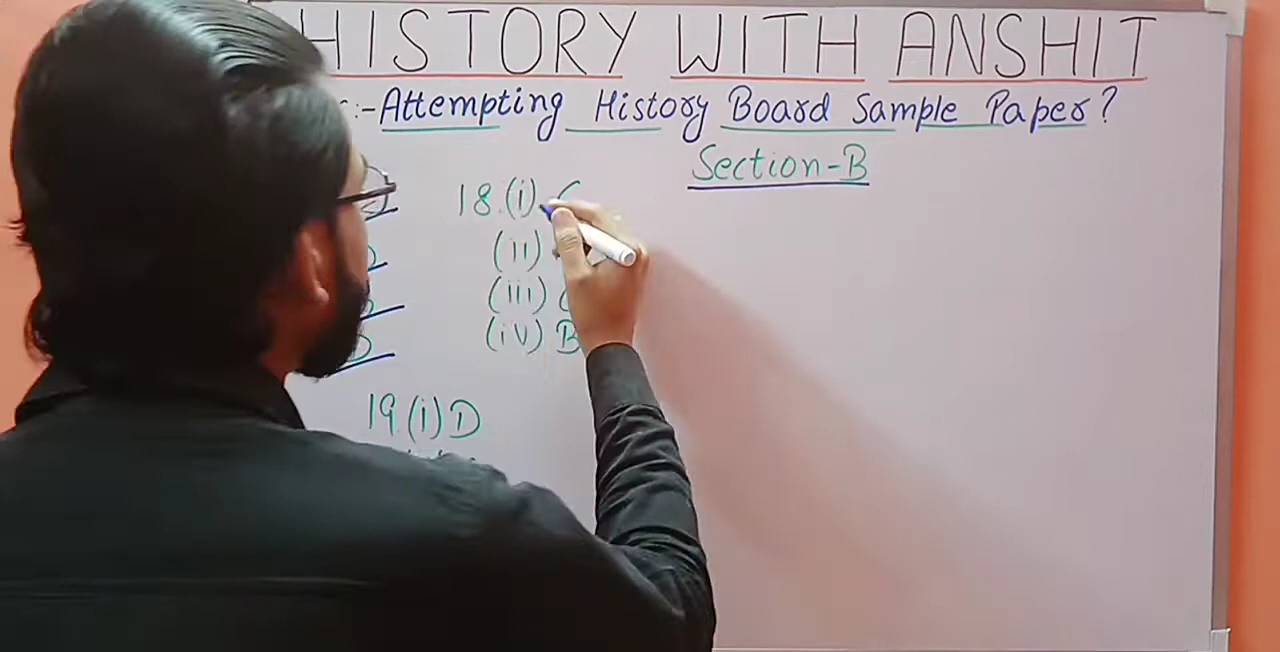 HISTORY WITH ANSHIT
:-Attempting History Board Sample Paper?
Section-B
18.(i) C
(ii)
(iii)
(iv) B
19.(i) D